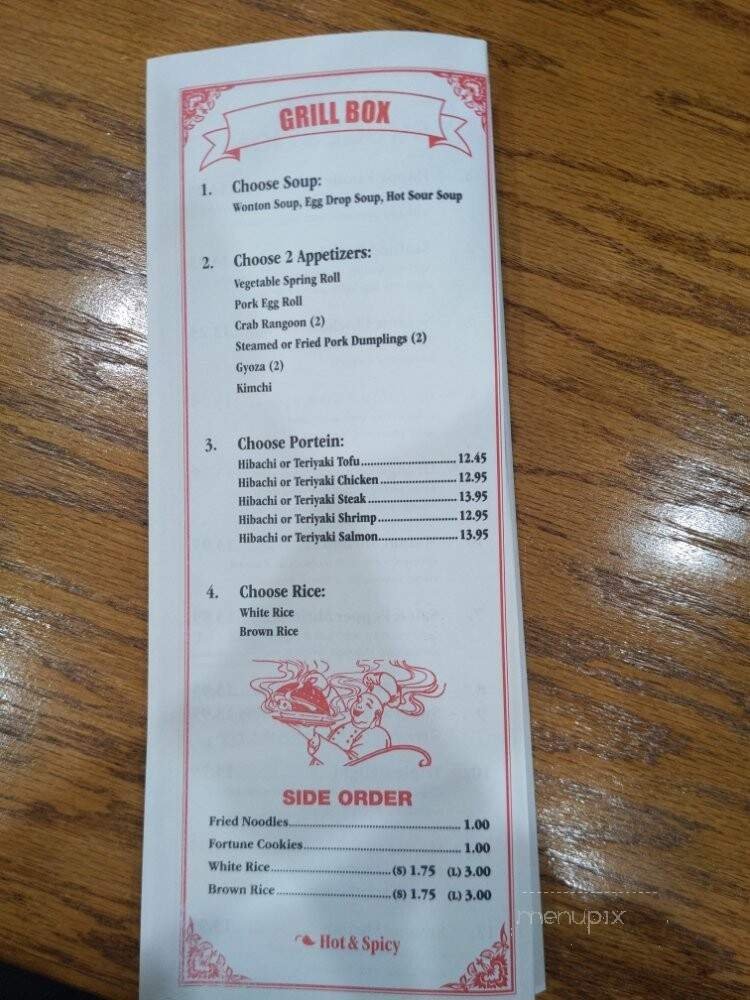 GRILL BOX
1. Choose Soup:
Wonton Soup, Egg Drop Soup, Hot Sour Soup
2. Choose 2 Appetizers:
Vegetable Spring Roll
Pork Egg Roll
Crab Rangoon (2)
Steamed or Fried Pork Dumplings (2)
Gyoza (2)
Kimchi
3. Choose Portein:
Hibachi or Teriyaki Tofu 12.45
Hibachi or Teriyaki Chicken 12.95
Hibachi or Teriyaki Steak 13.95
Hibachi or Teriyaki Shrimp 12.95
Hibachi or Teriyaki Salmon 13.95
4. Choose Rice:
White Rice
Brown Rice
SIDE ORDER
Fried Noodles 1.00
Fortune Cookies 1.00
White Rice (S) 1.75 (L) 3.00
Brown Rice (S) 1.75 (L) 3.00
Hot & Spicy
menupix